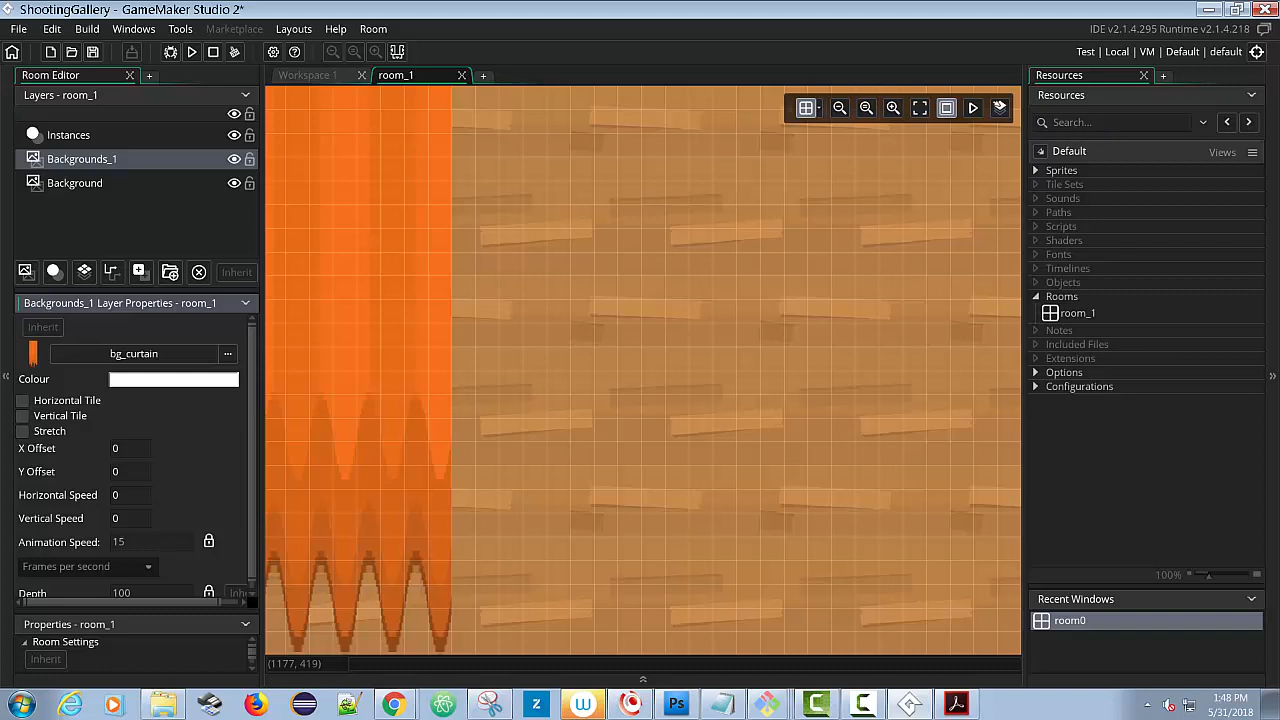 ShootingGallery - GameMaker Studio 2*
File Edit Build Windows Tools Marketplace Layouts Help Room
IDE v2.1.4.295 Runtime v2.1.4.218
Test | Local | VM | Default | default
Room Editor
Workspace 1
room_1
Resources
Layers - room_1
Resources
Search...
Instances
Default
Views
Backgrounds_1
Sprites
Background
Tile Sets
Sounds
Paths
Scripts
Shaders
Fonts
Timelines
Inherit
Objects
Backgrounds_1 Layer Properties - room_1
Rooms
room_1
Inherit
Notes
bg_curtain
Included Files
Extensions
Colour
Options
Horizontal Tile
Configurations
Vertical Tile
Stretch
X Offset 0
Y Offset 0
Horizontal Speed 0
Vertical Speed 0
Animation Speed: 15
Frames per second
100%
Depth 100
Inh
Recent Windows
Properties - room_1
room0
Room Settings
Inherit
(1177, 419)
1:48 PM
5/31/2018